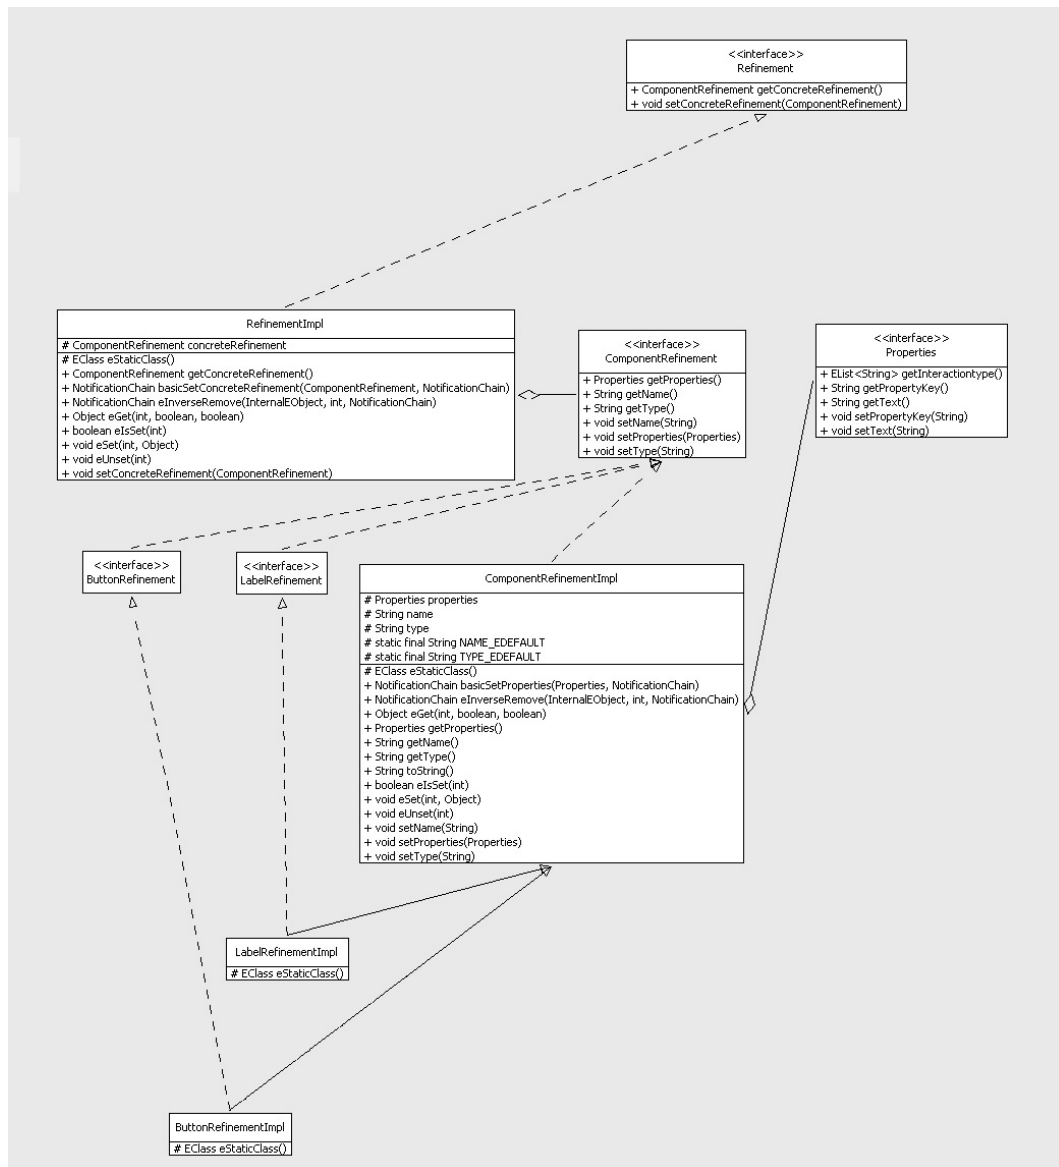 <<interface>>
Refinement
+ ComponentRefinement getConcreteRefinement()
+ void setConcreteRefinement(ComponentRefinement)
RefinementImpl
# ComponentRefinement concreteRefinement
# EClass eStaticClass()
+ ComponentRefinement getConcreteRefinement()
+ NotificationChain basicSetConcreteRefinement(ComponentRefinement, NotificationChain)
+ NotificationChain eInverseRemove(InternalEObject, int, NotificationChain)
+ Object eGet(int, boolean, boolean)
+ boolean eIsSet(int)
+ void eSet(int, Object)
+ void eUnset(int)
+ void setConcreteRefinement(ComponentRefinement)
<<interface>>
ComponentRefinement
+ Properties getProperties()
+ String getName()
+ String getType()
+ void setName(String)
+ void setProperties(Properties)
+ void setType(String)
<<interface>>
Properties
+ EList<String> getInteractiontype()
+ String getPropertyKey()
+ String getText()
+ void setPropertyKey(String)
+ void setText(String)
<<interface>>
ButtonRefinement
<<interface>>
LabelRefinement
ComponentRefinementImpl
# Properties properties
# String name
# String type
# static final String NAME_EDEFAULT
# static final String TYPE_EDEFAULT
# EClass eStaticClass()
+ NotificationChain basicSetProperties(Properties, NotificationChain)
+ NotificationChain eInverseRemove(InternalEObject, int, NotificationChain)
+ Object eGet(int, boolean, boolean)
+ Properties getProperties()
+ String getName()
+ String getType()
+ String toString()
+ boolean eIsSet(int)
+ void eSet(int, Object)
+ void eUnset(int)
+ void setName(String)
+ void setProperties(Properties)
+ void setType(String)
LabelRefinementImpl
# EClass eStaticClass()
ButtonRefinementImpl
# EClass eStaticClass()